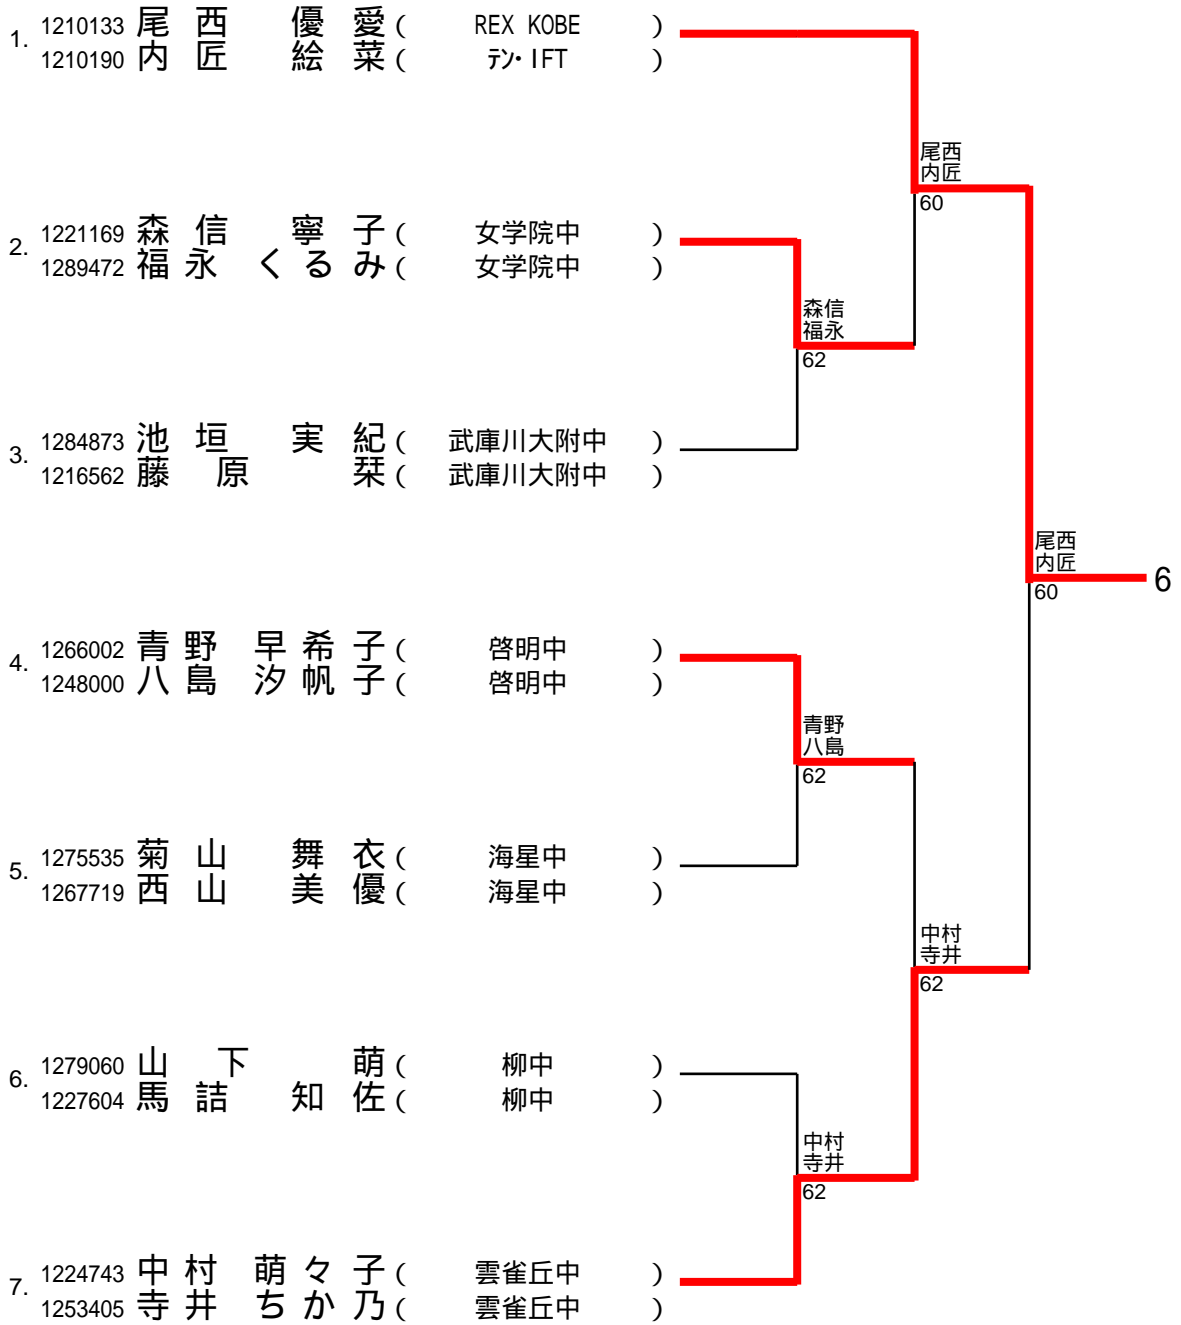 1. 1210133 尾西 優愛 ( REX KOBE )
1210190 内匠 絵菜 ( テン・IFT )
尾西
内匠
60
2. 1221169 森信 寧子 ( 女学院中 )
1289472 福永 くるみ ( 女学院中 )
森信
福永
62
3. 1284873 池垣 実紀 ( 武庫川大附中 )
1216562 藤原 栞 ( 武庫川大附中 )
尾西
内匠
60
6
4. 1266002 青野 早希子 ( 啓明中 )
1248000 八島 汐帆子 ( 啓明中 )
青野
八島
62
5. 1275535 菊山 舞衣 ( 海星中 )
1267719 西山 美優 ( 海星中 )
中村
寺井
62
6. 1279060 山下 萌 ( 柳中 )
1227604 馬詰 知佐 ( 柳中 )
中村
寺井
62
7. 1224743 中村 萌々子 ( 雲雀丘中 )
1253405 寺井 ちか乃 ( 雲雀丘中 )